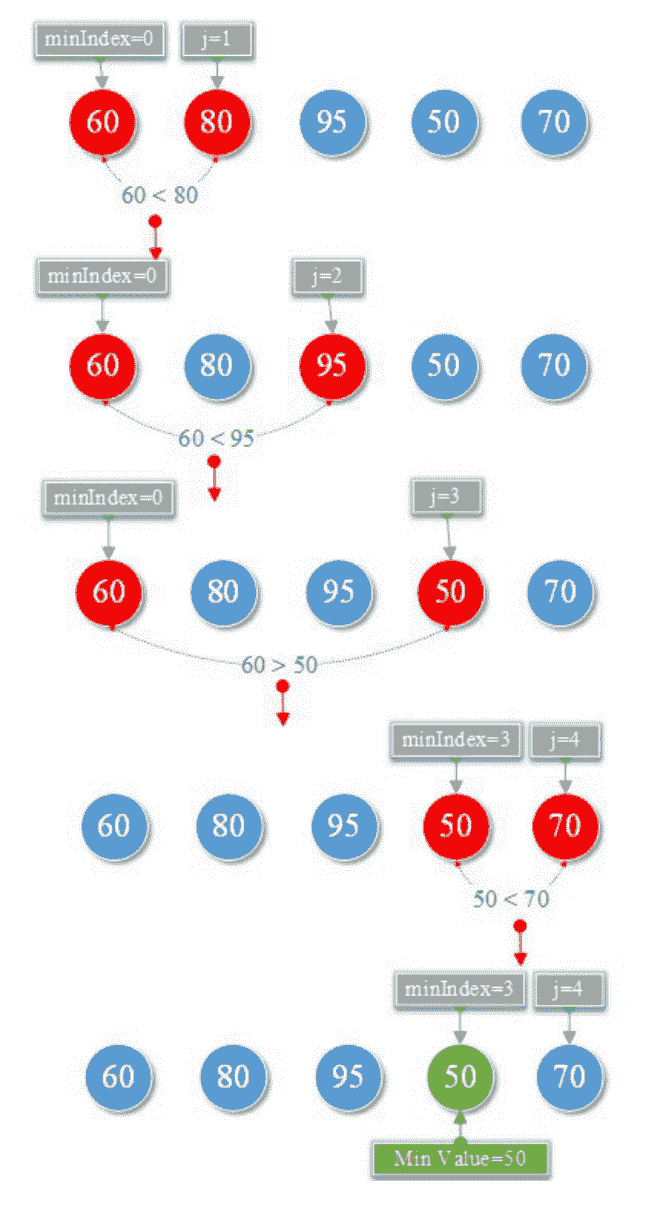 minIndex=0 j=1
60 80 95 50 70
60 < 80
minIndex=0 j=2
60 80 95 50 70
60 < 95
minIndex=0 j=3
60 80 95 50 70
60 > 50
minIndex=3 j=4
60 80 95 50 70
50 < 70
minIndex=3 j=4
60 80 95 50 70
Min Value=50